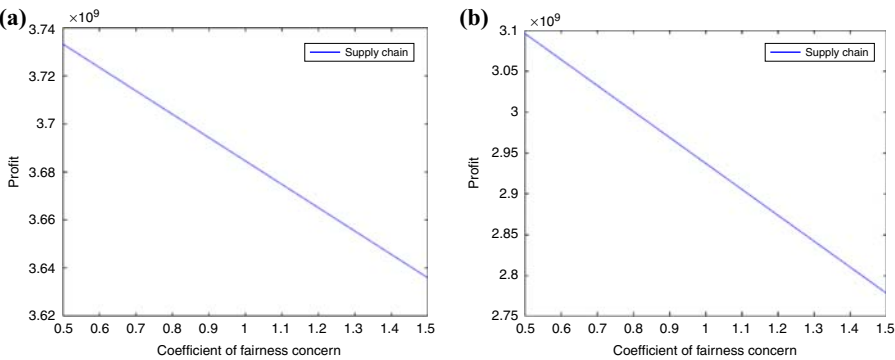 (a)
×10⁹
3.74
3.72
3.7
3.68
3.66
3.64
3.62
Profit
Supply chain
0.5 0.6 0.7 0.8 0.9 1 1.1 1.2 1.3 1.4 1.5
Coefficient of fairness concern
(b)
×10⁹
3.1
3.05
3
2.95
2.9
2.85
2.8
2.75
Profit
Supply chain
0.5 0.6 0.7 0.8 0.9 1 1.1 1.2 1.3 1.4 1.5
Coefficient of fairness concern